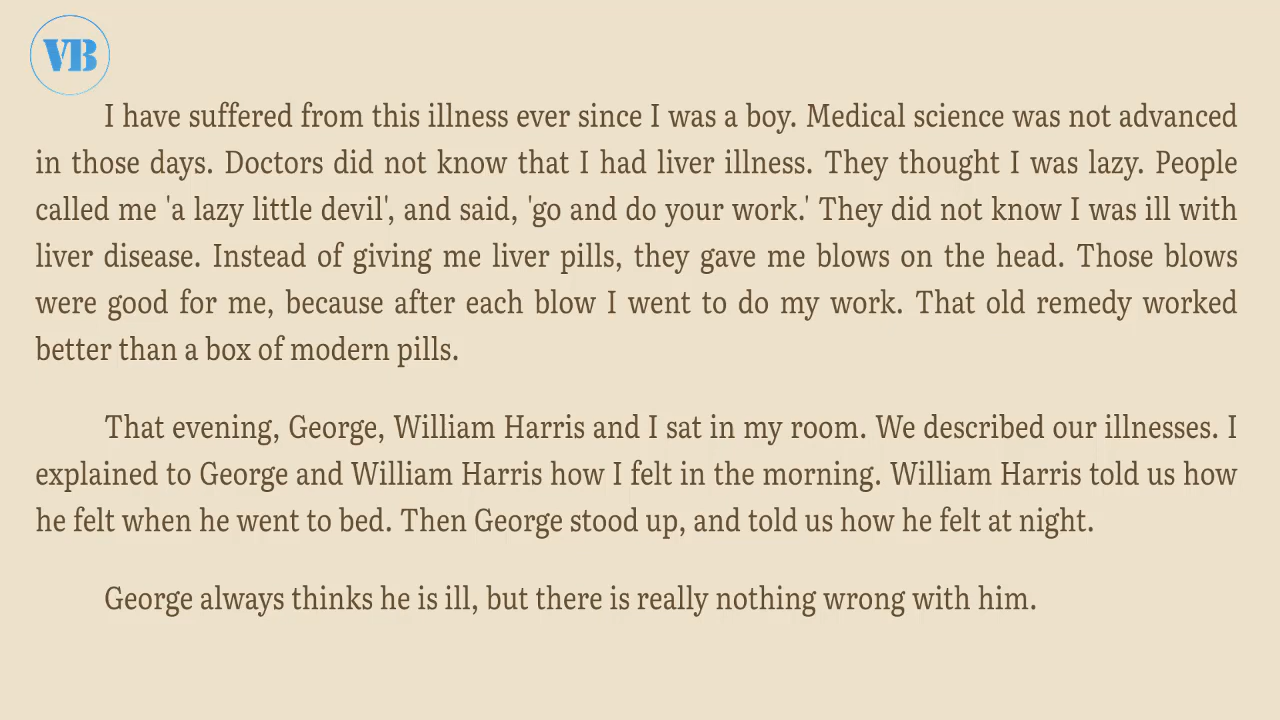 VB
I have suffered from this illness ever since I was a boy. Medical science was not advanced
in those days. Doctors did not know that I had liver illness. They thought I was lazy. People
called me 'a lazy little devil', and said, 'go and do your work.' They did not know I was ill with
liver disease. Instead of giving me liver pills, they gave me blows on the head. Those blows
were good for me, because after each blow I went to do my work. That old remedy worked
better than a box of modern pills.
That evening, George, William Harris and I sat in my room. We described our illnesses. I
explained to George and William Harris how I felt in the morning. William Harris told us how
he felt when he went to bed. Then George stood up, and told us how he felt at night.
George always thinks he is ill, but there is really nothing wrong with him.